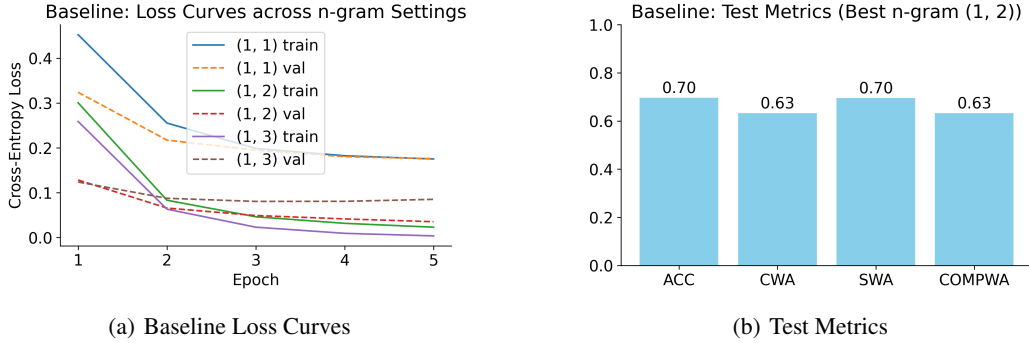 Baseline: Loss Curves across n-gram Settings
Cross-Entropy Loss
0.4
0.3
0.2
0.1
0.0
(1, 1) train
(1, 1) val
(1, 2) train
(1, 2) val
(1, 3) train
(1, 3) val
1 2 3 4 5
Epoch
(a) Baseline Loss Curves
Baseline: Test Metrics (Best n-gram (1, 2))
1.0
0.8
0.6
0.4
0.2
0.0
0.70 0.63 0.70 0.63
ACC CWA SWA COMPWA
(b) Test Metrics